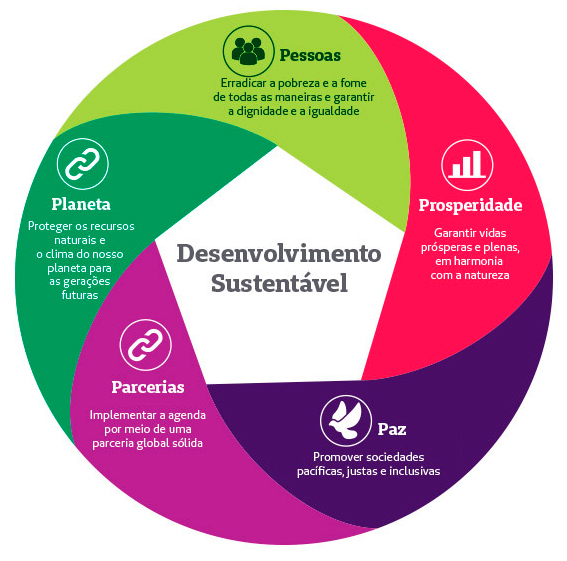 Pessoas
Erradicar a pobreza e a fome
de todas as maneiras e garantir
a dignidade e a igualdade
Prosperidade
Garantir vidas
prósperas e plenas,
em harmonia
com a natureza
Planeta
Proteger os recursos
naturais e
o clima do nosso
planeta para
as gerações
futuras
Desenvolvimento
Sustentável
Parcerias
Implementar a agenda
por meio de uma
parceria global sólida
Paz
Promover sociedades
pacíficas, justas e inclusivas